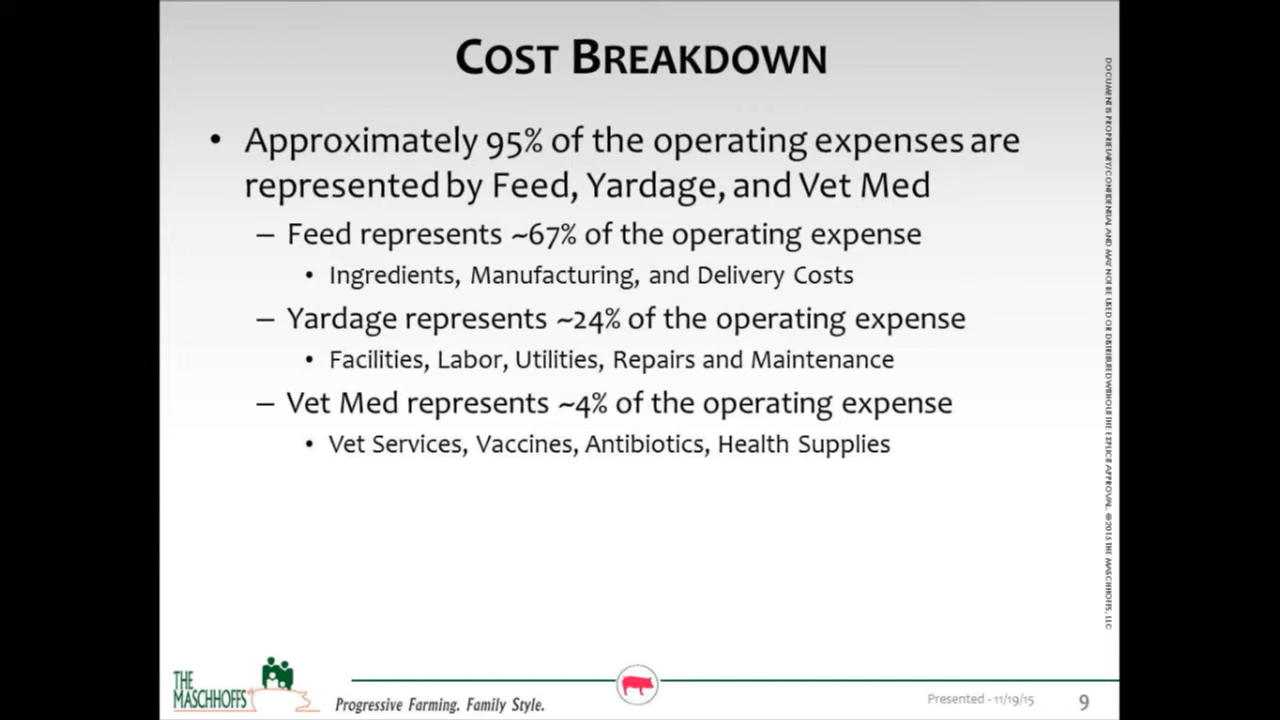 COST BREAKDOWN
• Approximately 95% of the operating expenses are
represented by Feed, Yardage, and Vet Med
– Feed represents ~67% of the operating expense
• Ingredients, Manufacturing, and Delivery Costs
– Yardage represents ~24% of the operating expense
• Facilities, Labor, Utilities, Repairs and Maintenance
– Vet Med represents ~4% of the operating expense
• Vet Services, Vaccines, Antibiotics, Health Supplies
DOCUMENT IS PROPRIETARY/CONFIDENTIAL AND MAY NOT BE USED OR DISTRIBUTED WITHOUT THE EXPLICIT APPROVAL. ©2015 THE MASCHHOFFS, LLC
THE
MASCHHOFFS
Progressive Farming. Family Style.
Presented - 11/19/15
9